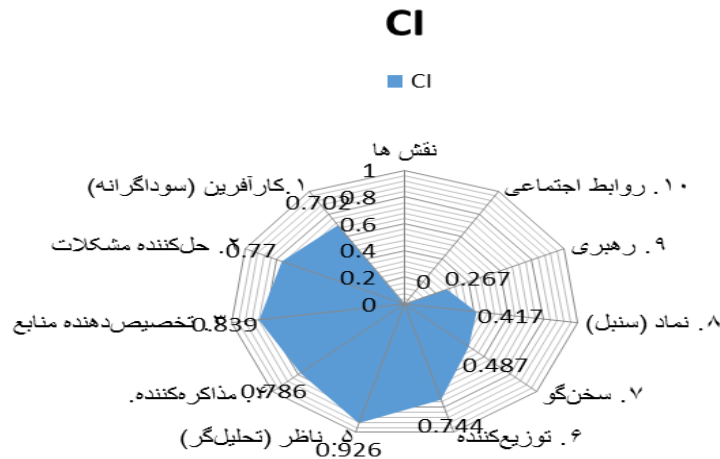 CI
CI
نقش ها
۱. کارآفرین (سوداگرانه)
۲. حل‌کننده مشکلات
۳. تخصیص‌دهنده منابع
۴. مذاکره‌کننده.
۵. ناظر (تحلیل‌گر)
۶. توزیع‌کننده
۷. سخن‌گو
۸. نماد (سنبل)
۹. رهبری
۱۰. روابط اجتماعی
1
0.8
0.6
0.4
0.2
0
0.702
0.77
0.839
0.786
0.926
0.744
0.487
0.417
0.267
0